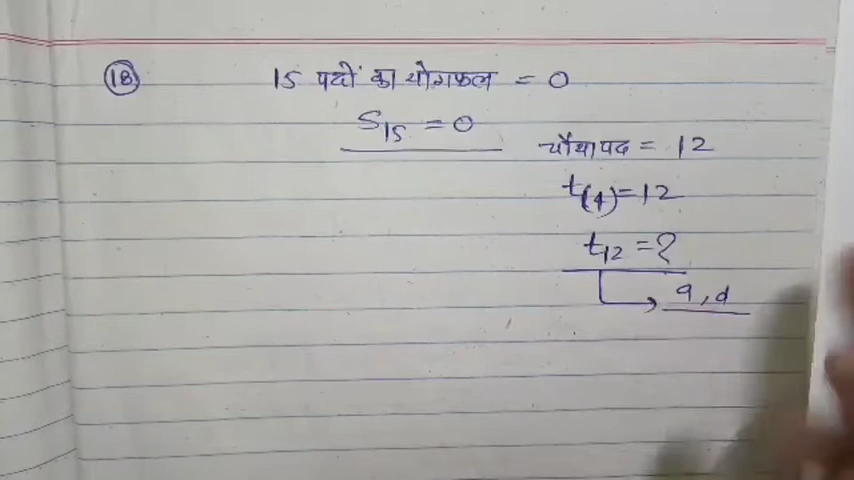 (18) 15 पदों का योगफल = 0
S15 = 0
चौथा पद = 12
t(4) = 12
t12 = ?
a, d